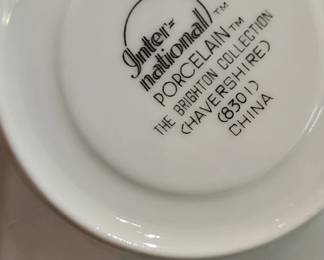 Inter-
national™
PORCELAIN™
THE BRIGHTON COLLECTION
(HAVERSHIRE)
(8301)
CHINA